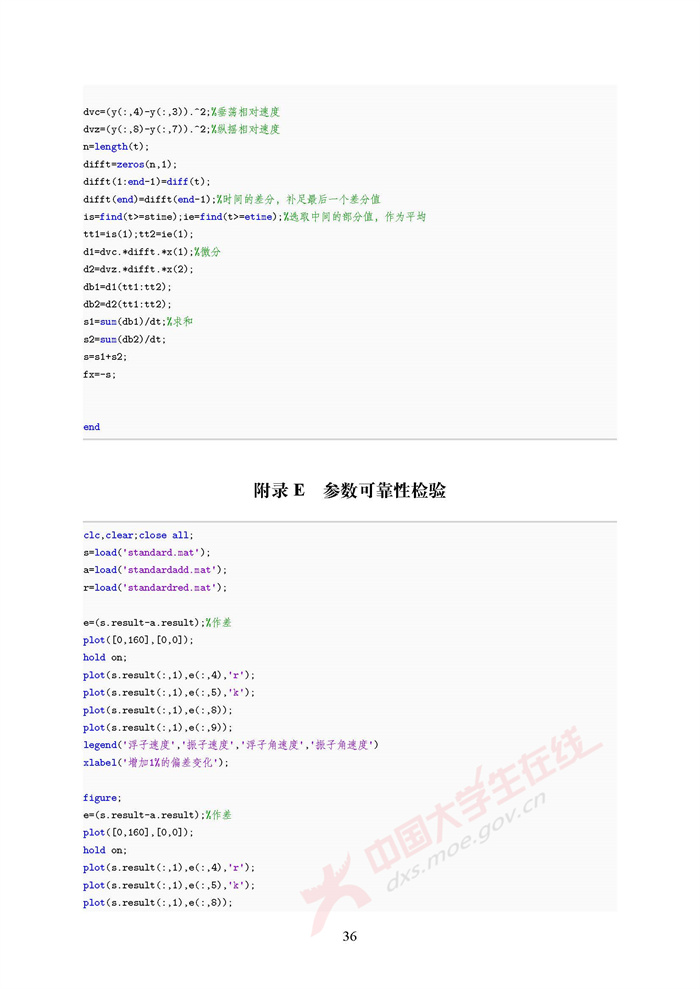 dvc=(y(:,4)-y(:,3)).^2;%垂荡相对速度
dvz=(y(:,8)-y(:,7)).^2;%纵摇相对速度
n=length(t);
difft=zeros(n,1);
difft(1:end-1)=diff(t);
difft(end)=difft(end-1);%时间的差分, 补足最后一个差分值
is=find(t>=stime);ie=find(t>=etime);%选取中间的部分值, 作为平均
tt1=is(1);tt2=ie(1);
d1=dvc.*difft.*x(1);%微分
d2=dvz.*difft.*x(2);
db1=d1(tt1:tt2);
db2=d2(tt1:tt2);
s1=sum(db1)/dt;%求和
s2=sum(db2)/dt;
s=s1+s2;
fx=-s;
end
附录 E 参数可靠性检验
clc,clear;close all;
s=load('standard.mat');
a=load('standardadd.mat');
r=load('standardred.mat');
e=(s.result-a.result);%作差
plot([0,160],[0,0]);
hold on;
plot(s.result(:,1),e(:,4),'r');
plot(s.result(:,1),e(:,5),'k');
plot(s.result(:,1),e(:,8));
plot(s.result(:,1),e(:,9));
legend('浮子速度','振子速度','浮子角速度','振子角速度')
xlabel('增加1%的偏差变化');
figure;
e=(s.result-a.result);%作差
plot([0,160],[0,0]);
hold on;
plot(s.result(:,1),e(:,4),'r');
plot(s.result(:,1),e(:,5),'k');
plot(s.result(:,1),e(:,8));
中国大学生在线
dxs.moe.gov.cn
36